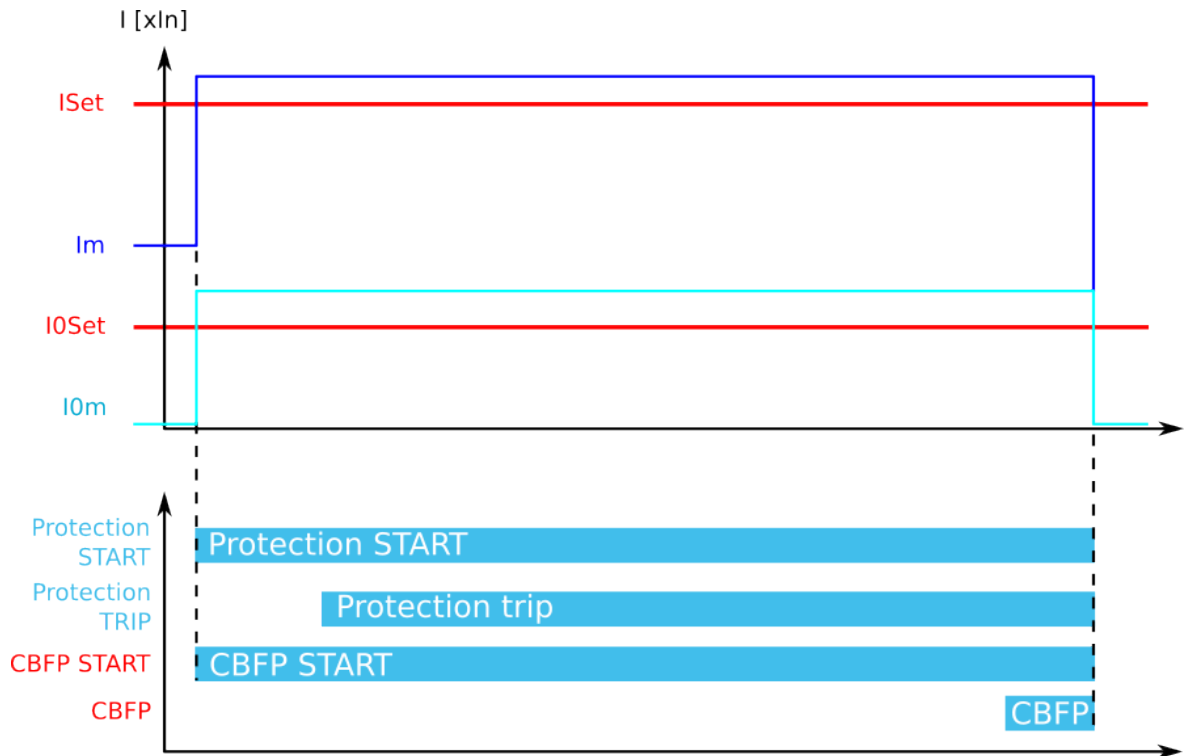 I [xIn]
ISet
Im
I0Set
I0m
Protection
START
Protection START
Protection
TRIP
Protection trip
CBFP START
CBFP START
CBFP
CBFP